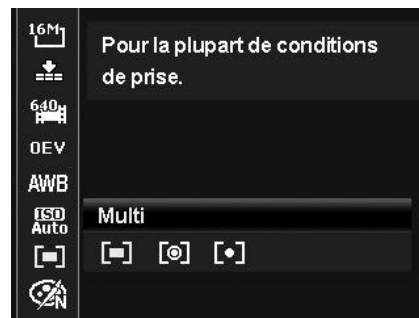 16M
Pour la plupart de conditions
de prise.
640
0EV
AWB
ISO
Auto
Multi
N